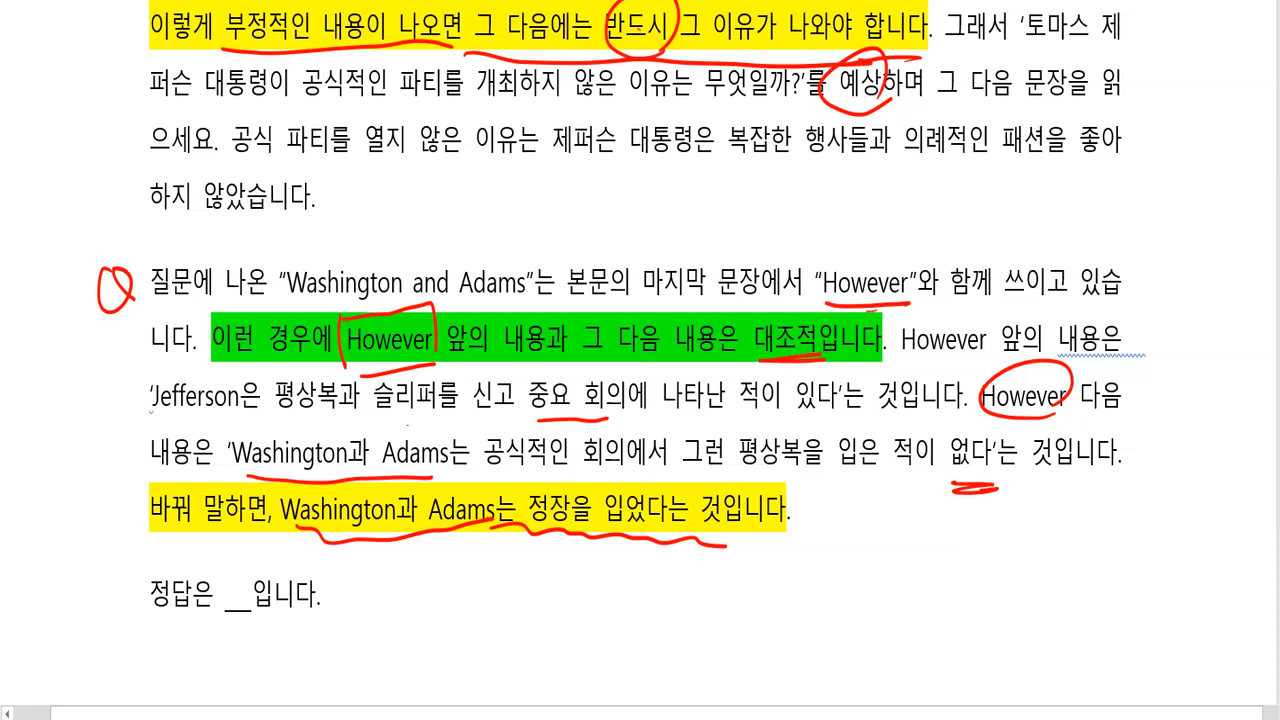 이렇게 부정적인 내용이 나오면 그 다음에는 반드시 그 이유가 나와야 합니다. 그래서 ‘토마스 제
퍼슨 대통령이 공식적인 파티를 개최하지 않은 이유는 무엇일까?’를 예상하며 그 다음 문장을 읽
으세요. 공식 파티를 열지 않은 이유는 제퍼슨 대통령은 복잡한 행사들과 의례적인 패션을 좋아
하지 않았습니다.
Q 질문에 나온 “Washington and Adams”는 본문의 마지막 문장에서 “However”와 함께 쓰이고 있습
니다. 이런 경우에 However 앞의 내용과 그 다음 내용은 대조적입니다. However 앞의 내용은
‘Jefferson은 평상복과 슬리퍼를 신고 중요 회의에 나타난 적이 있다’는 것입니다. However 다음
내용은 ‘Washington과 Adams는 공식적인 회의에서 그런 평상복을 입은 적이 없다’는 것입니다.
바꿔 말하면, Washington과 Adams는 정장을 입었다는 것입니다.
정답은 __입니다.